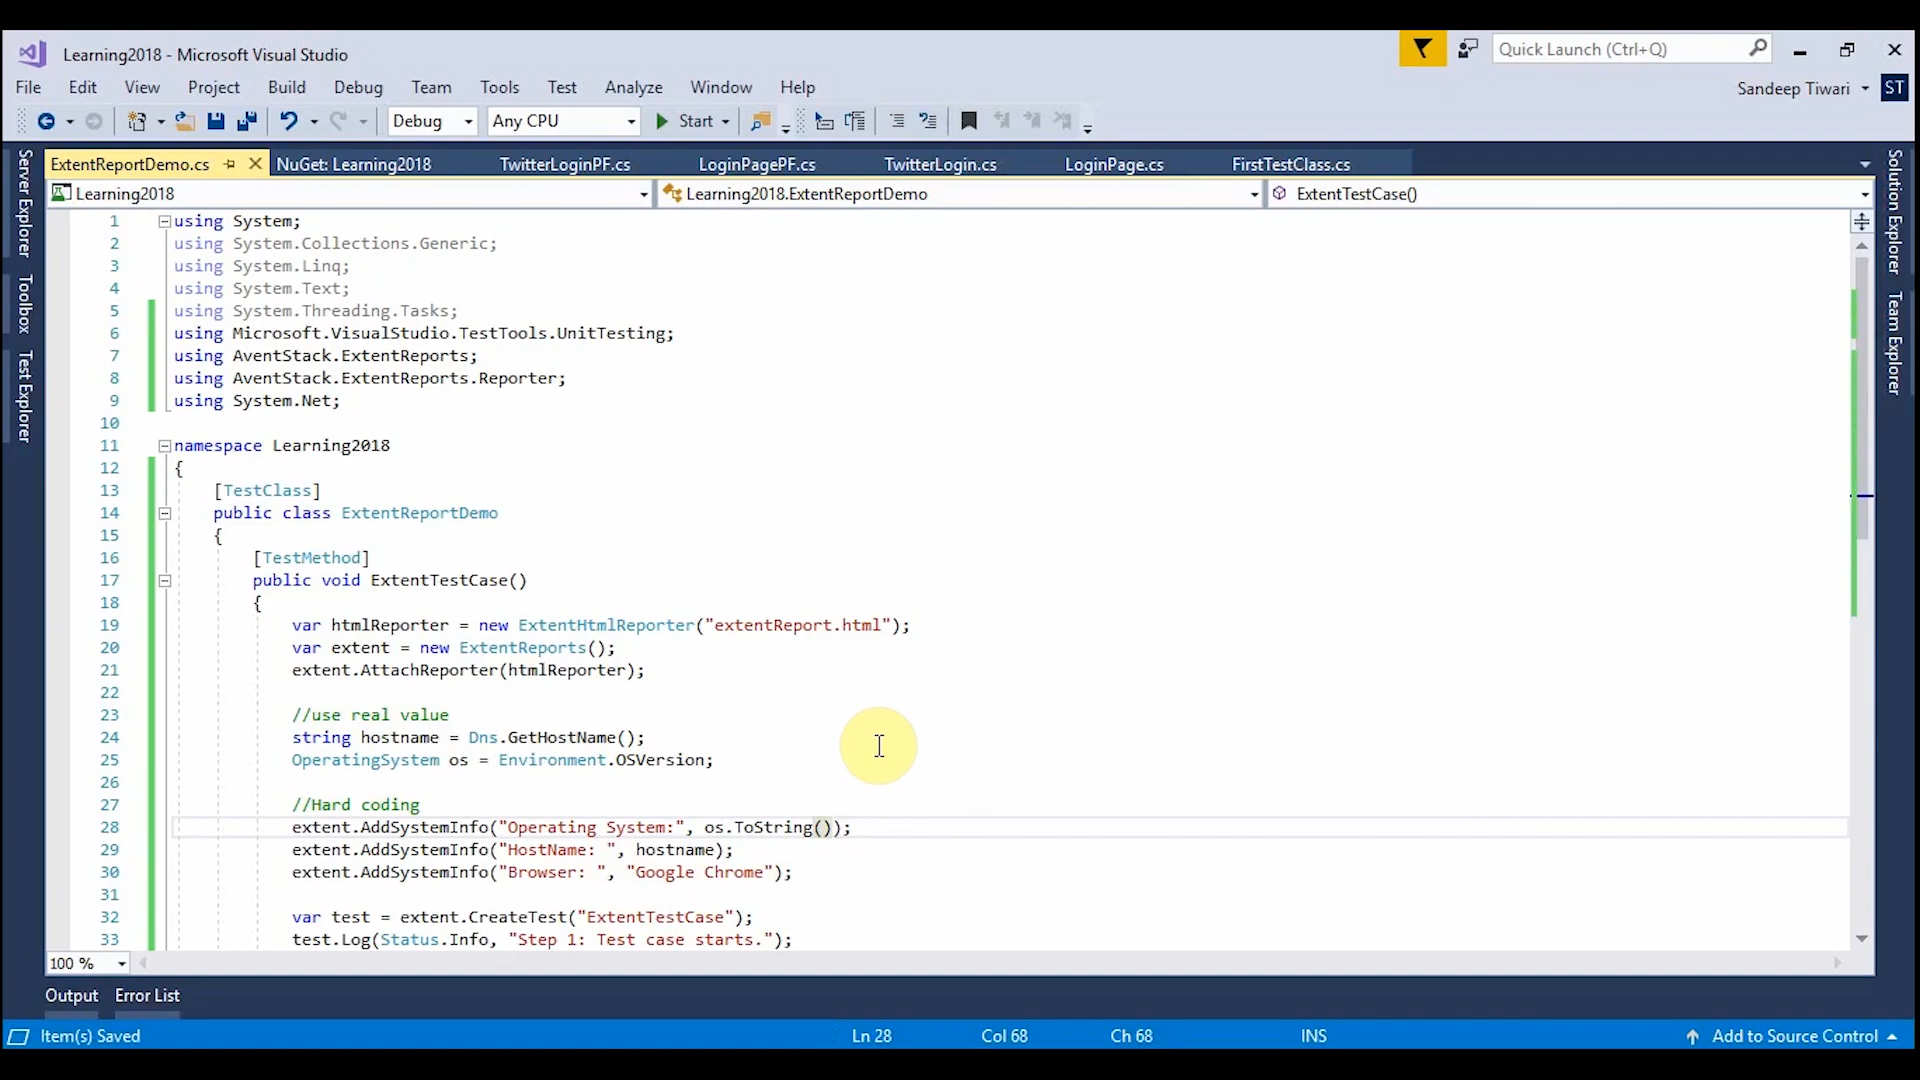 Learning2018 - Microsoft Visual Studio
Quick Launch (Ctrl+Q)
File Edit View Project Build Debug Team Tools Test Analyze Window Help
Sandeep Tiwari ST
Debug Any CPU Start
ExtentReportDemo.cs NuGet: Learning2018 TwitterLoginPF.cs LoginPagePF.cs TwitterLogin.cs LoginPage.cs FirstTestClass.cs
Learning2018 Learning2018.ExtentReportDemo ExtentTestCase()
Server Explorer
Toolbox
Test Explorer
Solution Explorer
Team Explorer
1 using System;
2 using System.Collections.Generic;
3 using System.Linq;
4 using System.Text;
5 using System.Threading.Tasks;
6 using Microsoft.VisualStudio.TestTools.UnitTesting;
7 using AventStack.ExtentReports;
8 using AventStack.ExtentReports.Reporter;
9 using System.Net;
10
11 namespace Learning2018
12 {
13 [TestClass]
14 public class ExtentReportDemo
15 {
16 [TestMethod]
17 public void ExtentTestCase()
18 {
19 var htmlReporter = new ExtentHtmlReporter("extentReport.html");
20 var extent = new ExtentReports();
21 extent.AttachReporter(htmlReporter);
22
23 //use real value
24 string hostname = Dns.GetHostName();
25 OperatingSystem os = Environment.OSVersion;
26
27 //Hard coding
28 extent.AddSystemInfo("Operating System:", os.ToString());
29 extent.AddSystemInfo("HostName: ", hostname);
30 extent.AddSystemInfo("Browser: ", "Google Chrome");
31
32 var test = extent.CreateTest("ExtentTestCase");
33 test.Log(Status.Info, "Step 1: Test case starts.");
100 %
Output Error List
Item(s) Saved Ln 28 Col 68 Ch 68 INS Add to Source Control